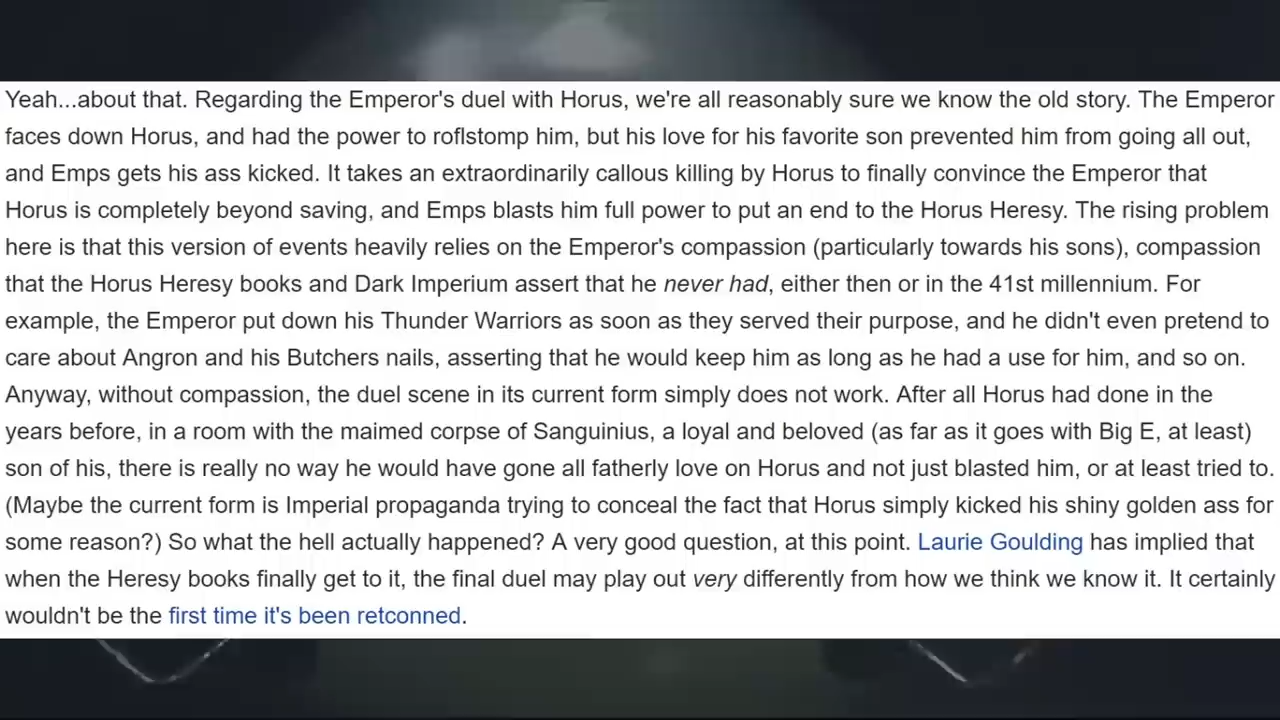 Yeah...about that. Regarding the Emperor's duel with Horus, we're all reasonably sure we know the old story. The Emperor
faces down Horus, and had the power to roflstomp him, but his love for his favorite son prevented him from going all out,
and Emps gets his ass kicked. It takes an extraordinarily callous killing by Horus to finally convince the Emperor that
Horus is completely beyond saving, and Emps blasts him full power to put an end to the Horus Heresy. The rising problem
here is that this version of events heavily relies on the Emperor's compassion (particularly towards his sons), compassion
that the Horus Heresy books and Dark Imperium assert that he never had, either then or in the 41st millennium. For
example, the Emperor put down his Thunder Warriors as soon as they served their purpose, and he didn't even pretend to
care about Angron and his Butchers nails, asserting that he would keep him as long as he had a use for him, and so on.
Anyway, without compassion, the duel scene in its current form simply does not work. After all Horus had done in the
years before, in a room with the maimed corpse of Sanguinius, a loyal and beloved (as far as it goes with Big E, at least)
son of his, there is really no way he would have gone all fatherly love on Horus and not just blasted him, or at least tried to.
(Maybe the current form is Imperial propaganda trying to conceal the fact that Horus simply kicked his shiny golden ass for
some reason?) So what the hell actually happened? A very good question, at this point. Laurie Goulding has implied that
when the Heresy books finally get to it, the final duel may play out very differently from how we think we know it. It certainly
wouldn't be the first time it's been retconned.